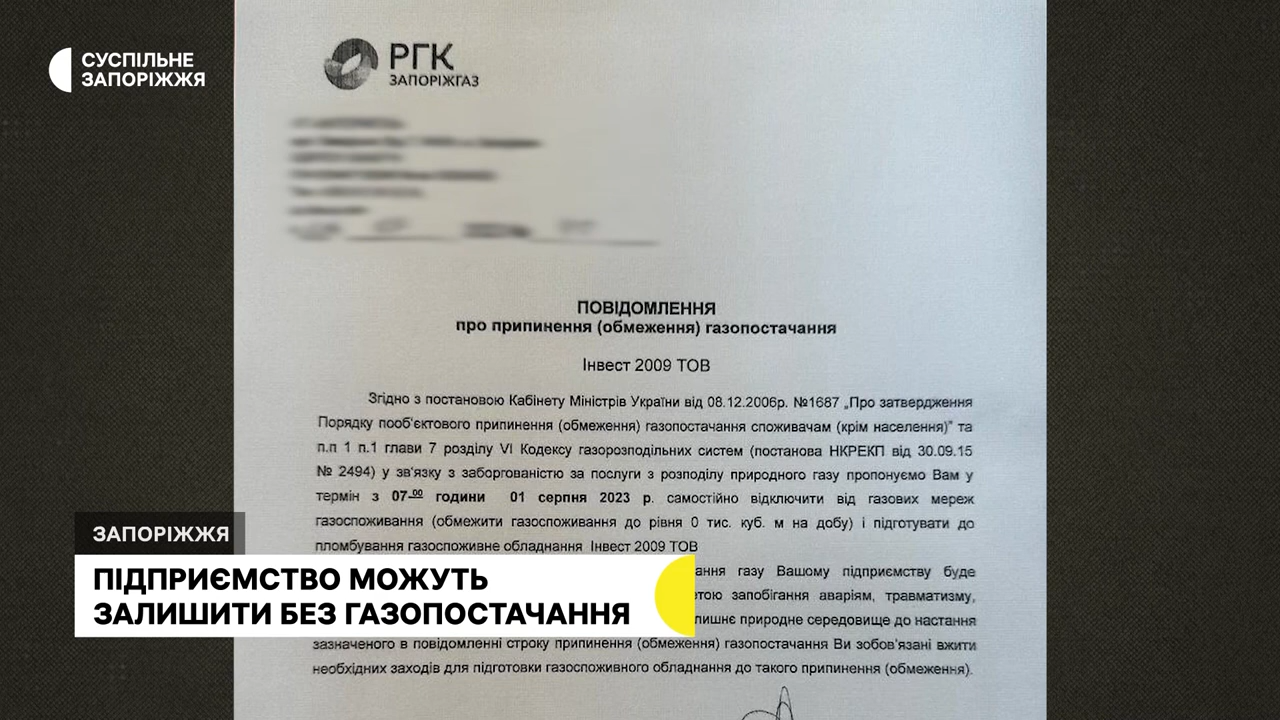 СУСПІЛЬНЕ
ЗАПОРІЖЖЯ
РГК
ЗАПОРІЖГАЗ
ПОВІДОМЛЕННЯ
про припинення (обмеження) газопостачання
Інвест 2009 ТОВ
Згідно з постановою Кабінету Міністрів України від 08.12.2006р. №1687 „Про затвердження
Порядку пооб'єктового припинення (обмеження) газопостачання споживачам (крім населення)" та
п.п 1 п.1 глави 7 розділу VI Кодексу газорозподільних систем (постанова НКРЕКП від 30.09.15
№ 2494) у зв'язку з заборгованістю за послуги з розподілу природного газу пропонуємо Вам у
термін з 07-00 години 01 серпня 2023 р. самостійно відключити від газових мереж
газоспоживання (обмежити газоспоживання до рівня 0 тис. куб. м на добу) і підготувати до
пломбування газоспоживне обладнання Інвест 2009 ТОВ
газу Вашому підприємству буде
запобігання аваріям, травматизму,
природне середовище до настання
зазначеного в повідомленні строку припинення (обмеження) газопостачання Ви зобов'язані вжити
необхідних заходів для підготовки газоспоживного обладнання до такого припинення (обмеження).
ЗАПОРІЖЖЯ
ПІДПРИЄМСТВО МОЖУТЬ
ЗАЛИШИТИ БЕЗ ГАЗОПОСТАЧАННЯ